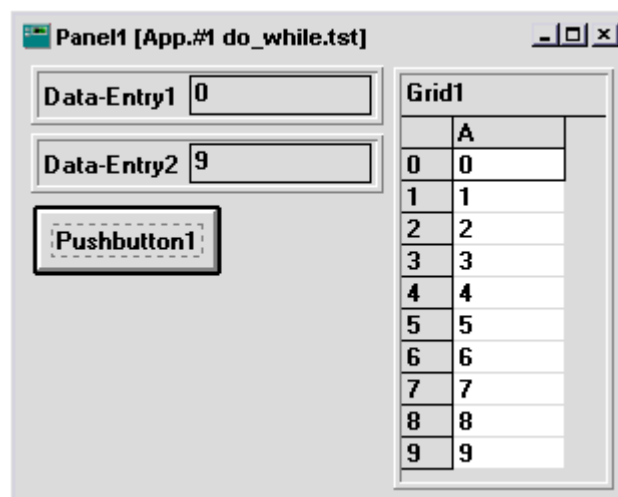 Panel1 [App.#1 do_while.tst]
Data-Entry1 0
Data-Entry2 9
Pushbutton1
Grid1
A
0 0
1 1
2 2
3 3
4 4
5 5
6 6
7 7
8 8
9 9